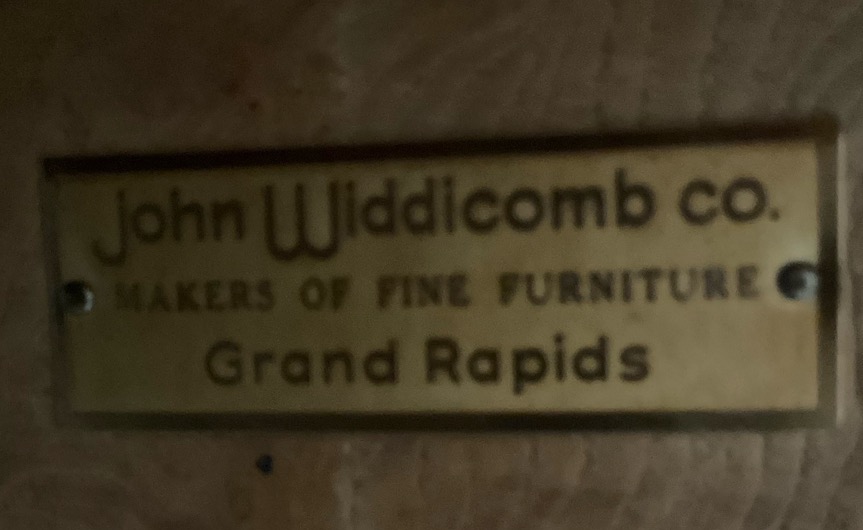 John Widdicomb co.
MAKERS OF FINE FURNITURE
Grand Rapids